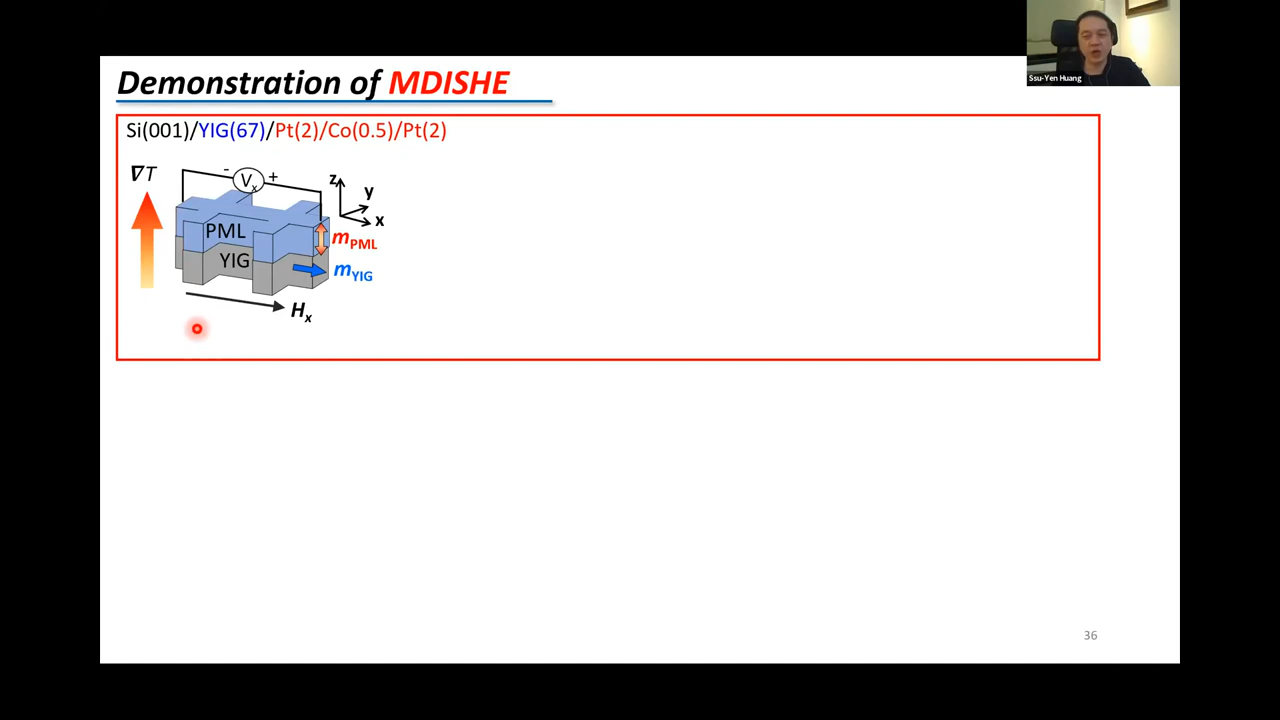 Demonstration of MDISHE
Ssu-Yen Huang
Si(001)/YIG(67)/Pt(2)/Co(0.5)/Pt(2)
∇T
- Vx +
z
y
x
PML
mPML
YIG
mYIG
Hx
36